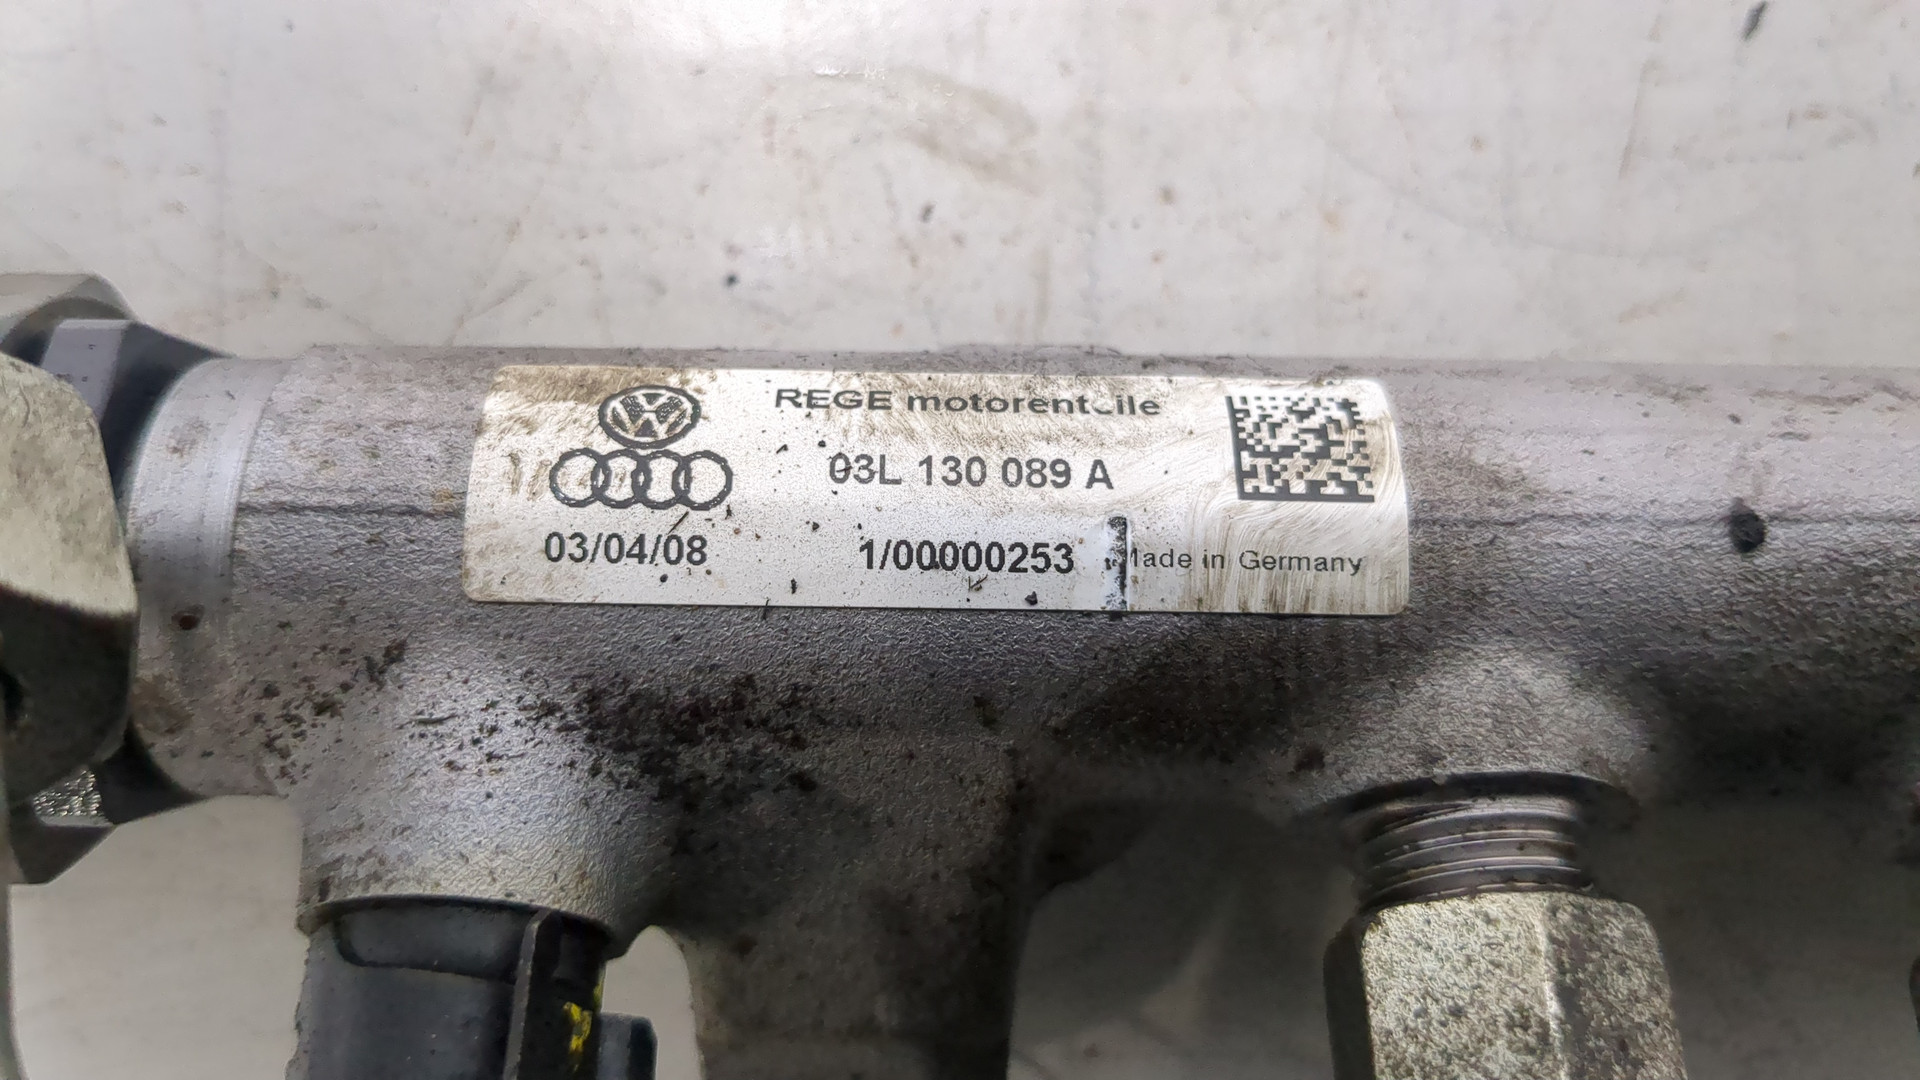 REGE motorenteile
03L 130 089 A
03/04/08 1/00000253 Made in Germany